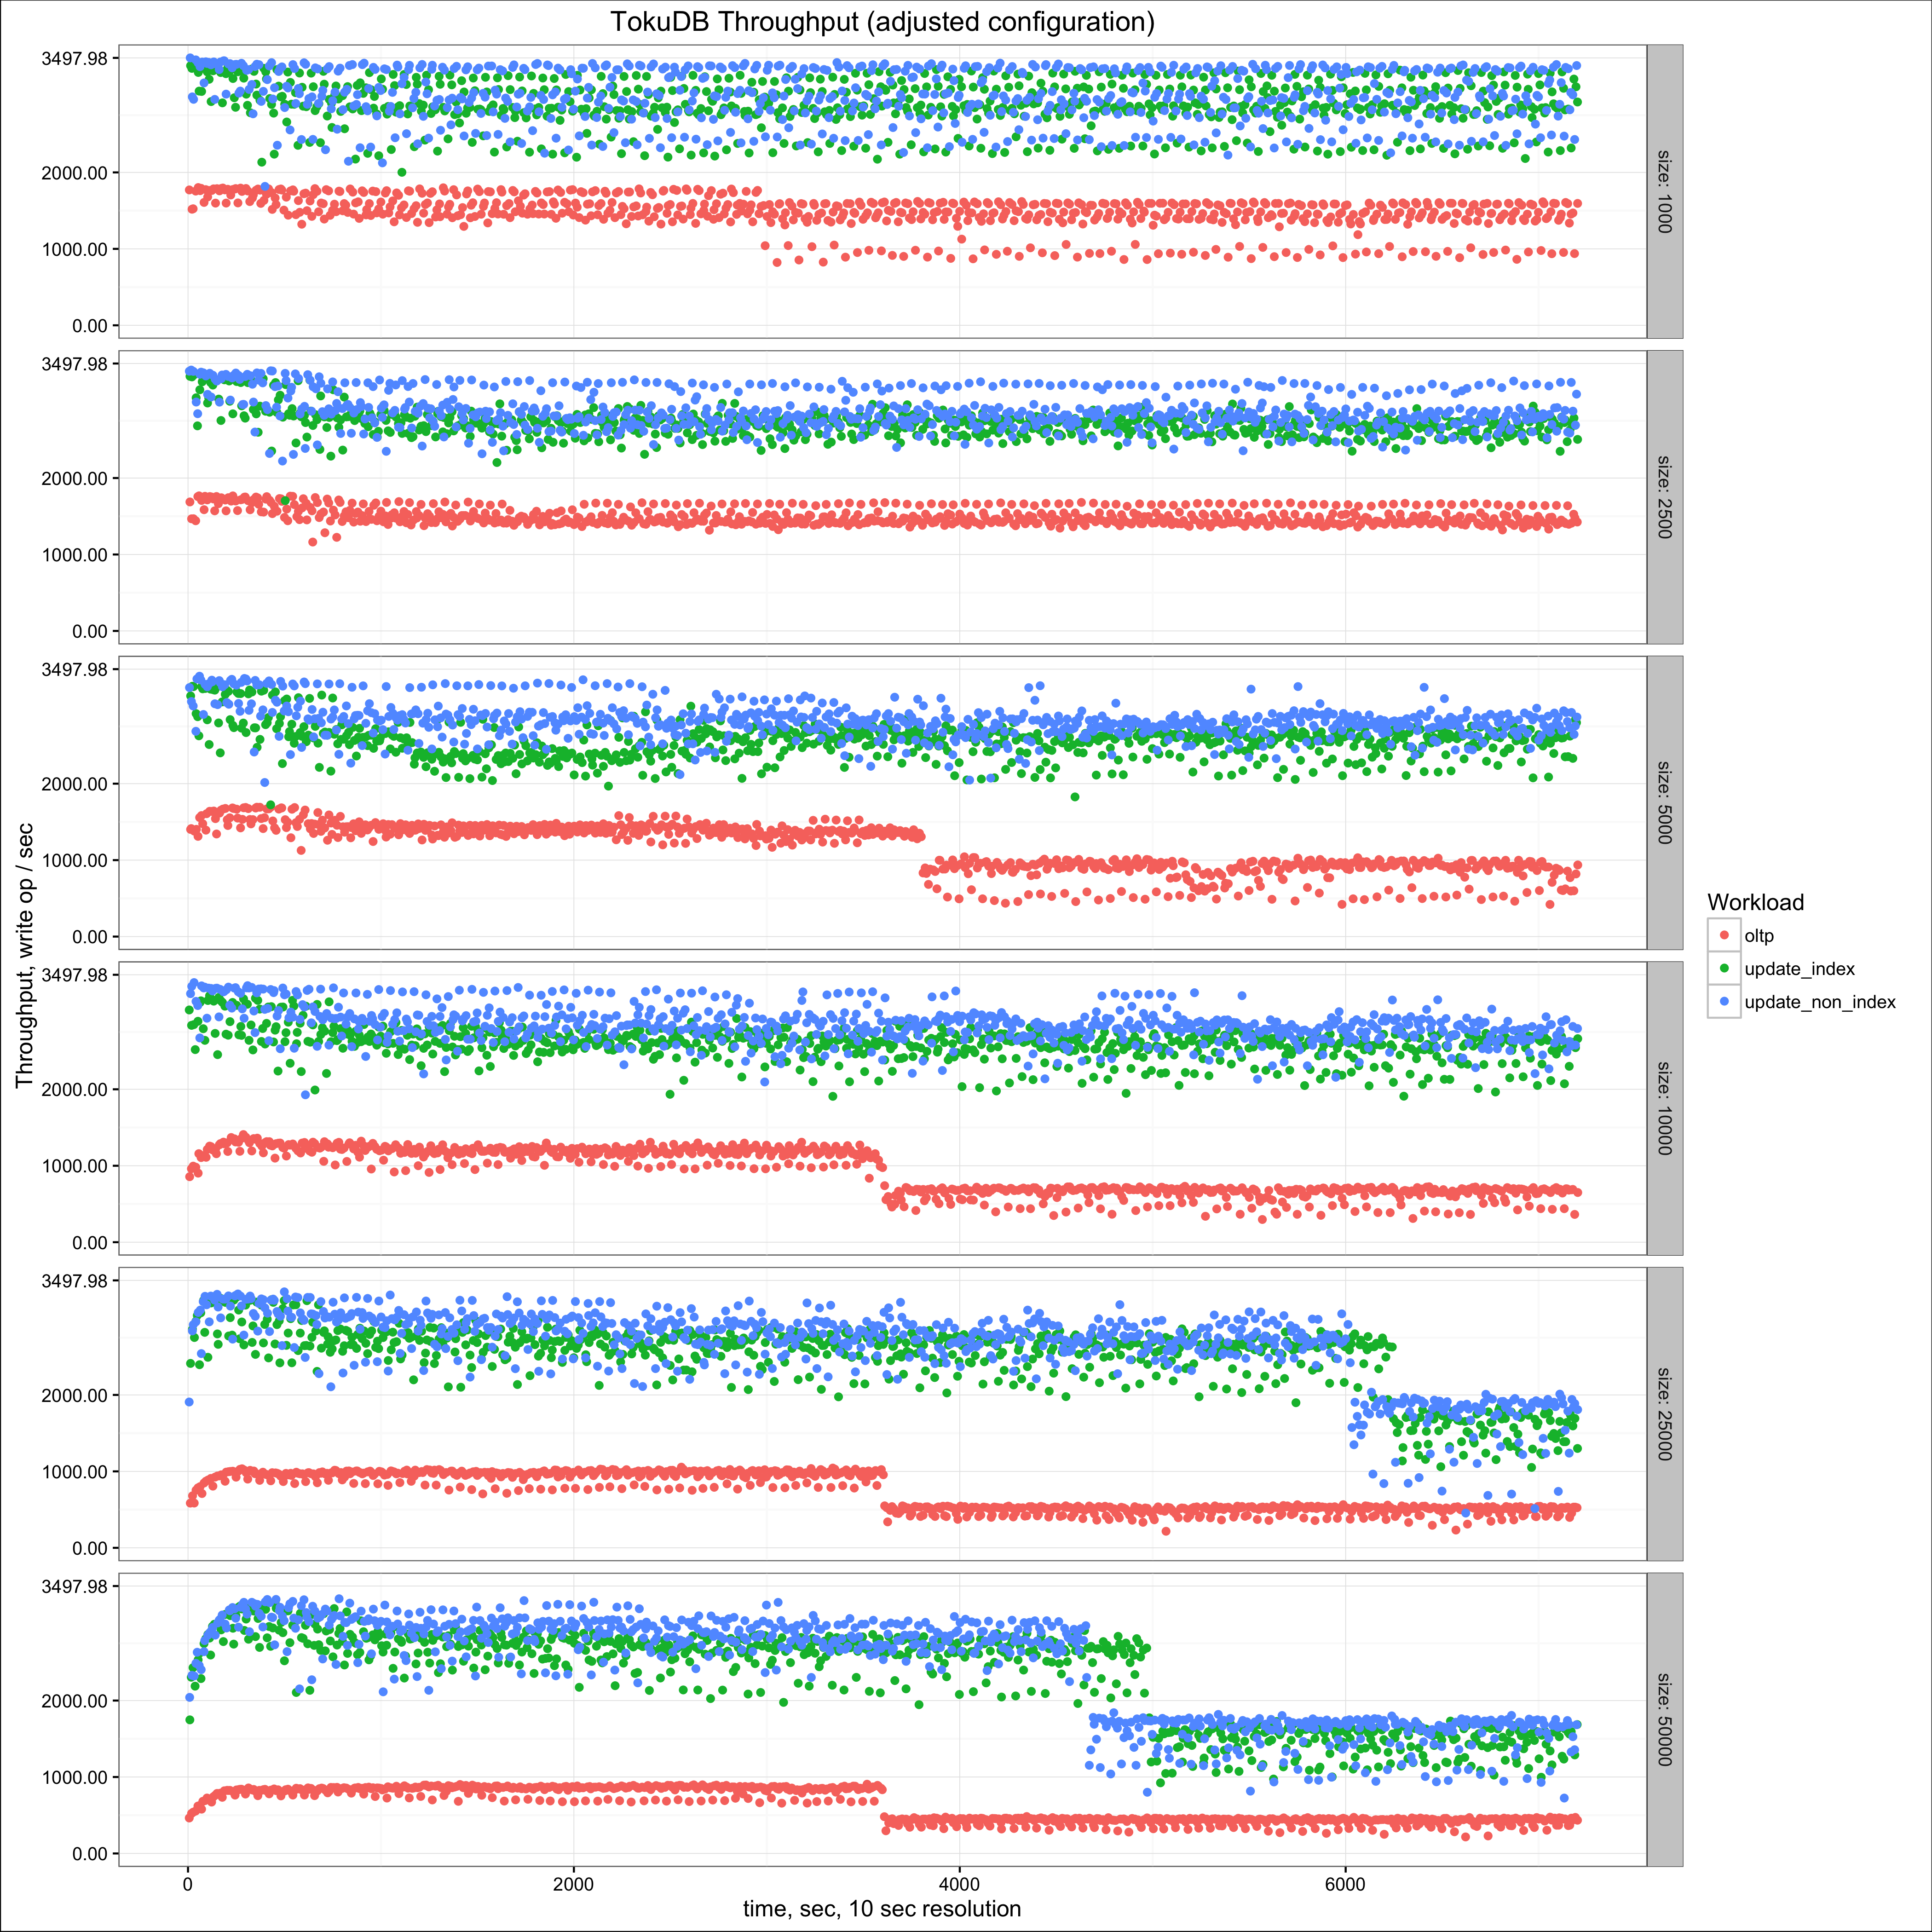 TokuDB Throughput (adjusted configuration)
Throughput, write op / sec
3497.98
2000.00
1000.00
0.00
size: 1000
3497.98
2000.00
1000.00
0.00
size: 2500
3497.98
2000.00
1000.00
0.00
size: 5000
3497.98
2000.00
1000.00
0.00
size: 10000
3497.98
2000.00
1000.00
0.00
size: 25000
3497.98
2000.00
1000.00
0.00
size: 50000
0
2000
4000
6000
time, sec, 10 sec resolution
Workload
oltp
update_index
update_non_index